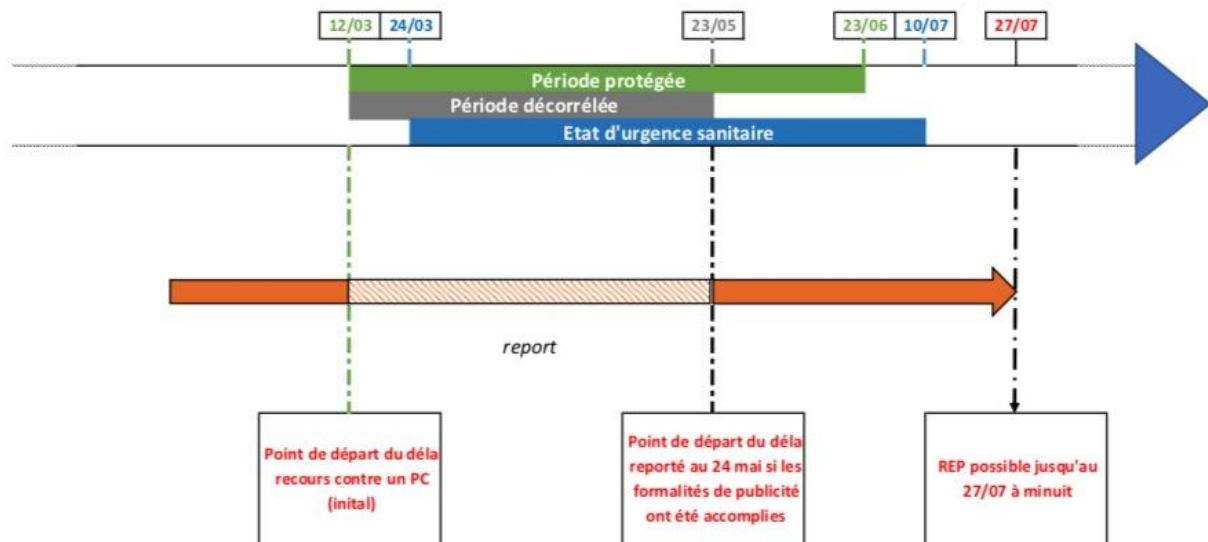 12/03 24/03 23/05 23/06 10/07 27/07
Période protégée
Période décorrélée
Etat d'urgence sanitaire
report
Point de départ du déla
recours contre un PC
(inital)
Point de départ du déla
reporté au 24 mai si les
formalités de publicité
ont été accomplies
REP possible jusqu'au
27/07 à minuit